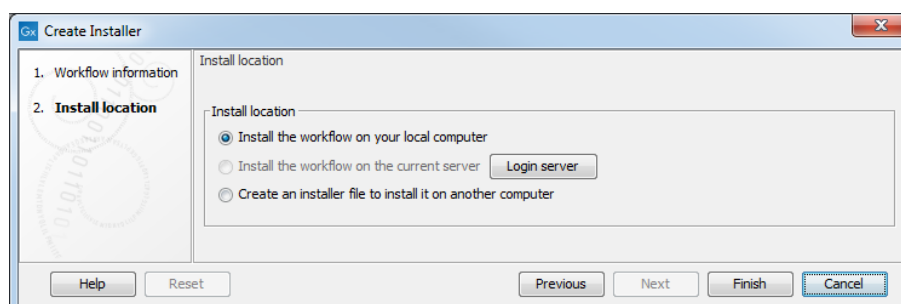 Gx Create Installer
1. Workflow information
2. Install location
Install location
Install location
Install the workflow on your local computer
Install the workflow on the current server Login server
Create an installer file to install it on another computer
Help Reset Previous Next Finish Cancel